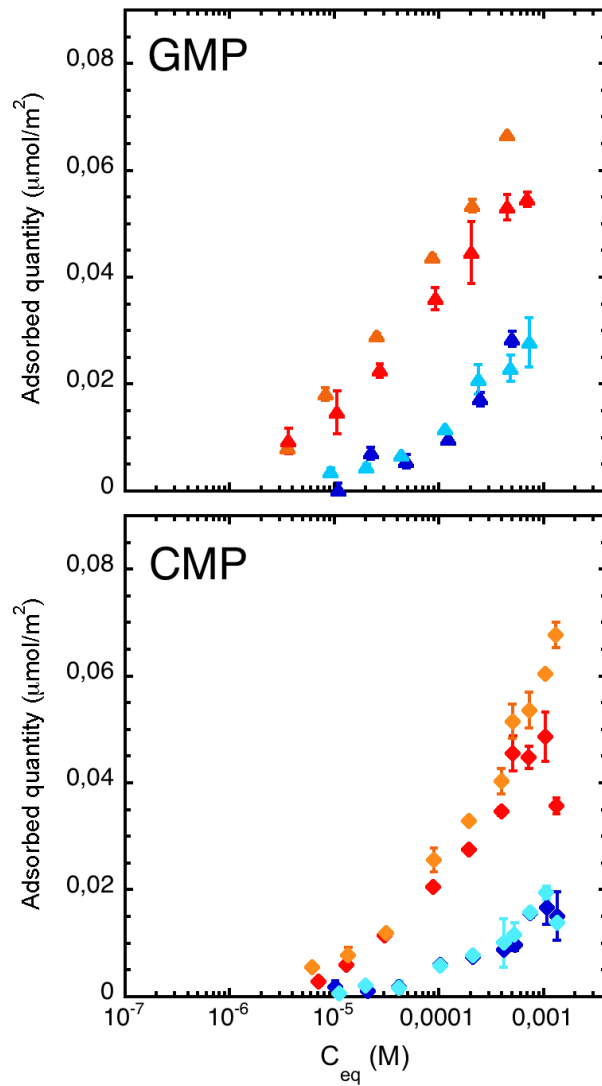 GMP
Adsorbed quantity (μmol/m²)
0,08
0,06
0,04
0,02
0
CMP
Adsorbed quantity (μmol/m²)
0,08
0,06
0,04
0,02
0
10⁻⁷ 10⁻⁶ 10⁻⁵ 0,0001 0,001
C_eq (M)